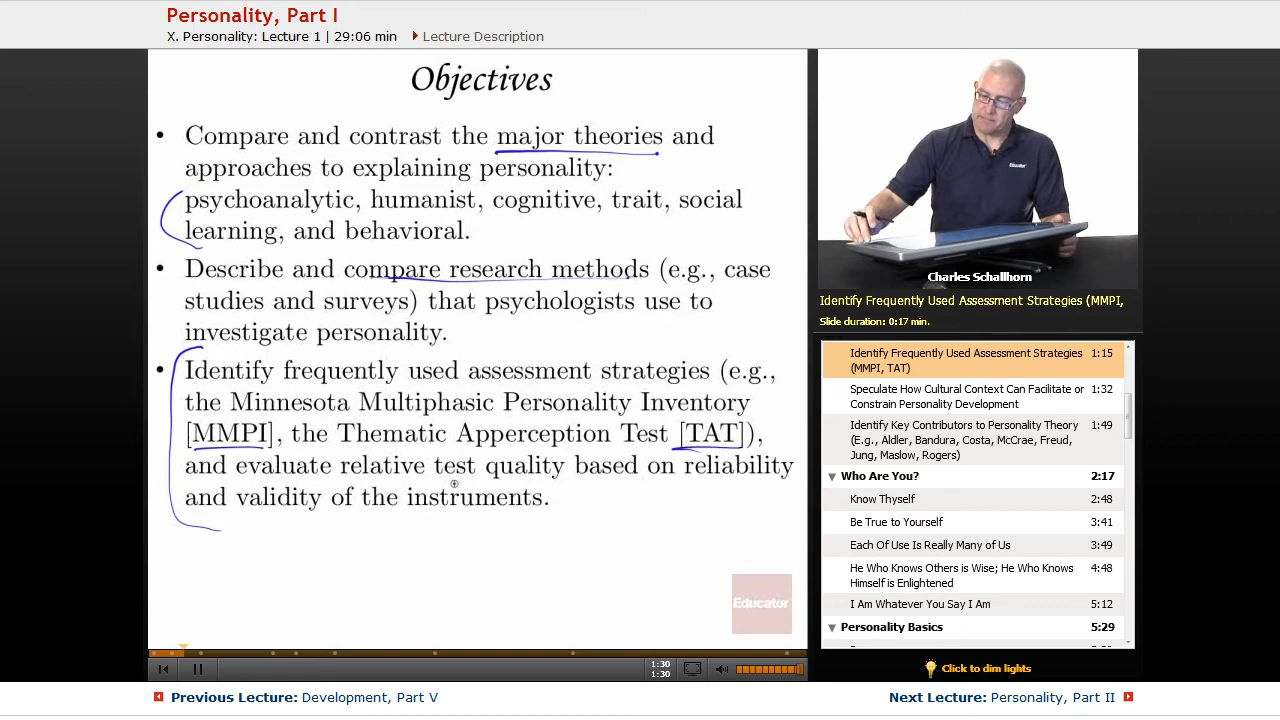 Personality, Part I
X. Personality: Lecture 1 | 29:06 min
Lecture Description
Objectives
• Compare and contrast the major theories and
approaches to explaining personality:
psychoanalytic, humanist, cognitive, trait, social
learning, and behavioral.
• Describe and compare research methods (e.g., case
studies and surveys) that psychologists use to
investigate personality.
• Identify frequently used assessment strategies (e.g.,
the Minnesota Multiphasic Personality Inventory
[MMPI], the Thematic Apperception Test [TAT]),
and evaluate relative test quality based on reliability
and validity of the instruments.
Educator
1:30
1:30
Educator
Charles Schallhorn
Identify Frequently Used Assessment Strategies (MMPI,
Slide duration: 0:17 min.
Identify Frequently Used Assessment Strategies 1:15
(MMPI, TAT)
Speculate How Cultural Context Can Facilitate or 1:32
Constrain Personality Development
Identify Key Contributors to Personality Theory 1:49
(E.g., Aldler, Bandura, Costa, McCrae, Freud,
Jung, Maslow, Rogers)
Who Are You? 2:17
Know Thyself 2:48
Be True to Yourself 3:41
Each Of Use Is Really Many of Us 3:49
He Who Knows Others is Wise; He Who Knows 4:48
Himself is Enlightened
I Am Whatever You Say I Am 5:12
Personality Basics 5:29
Click to dim lights
Previous Lecture: Development, Part V
Next Lecture: Personality, Part II